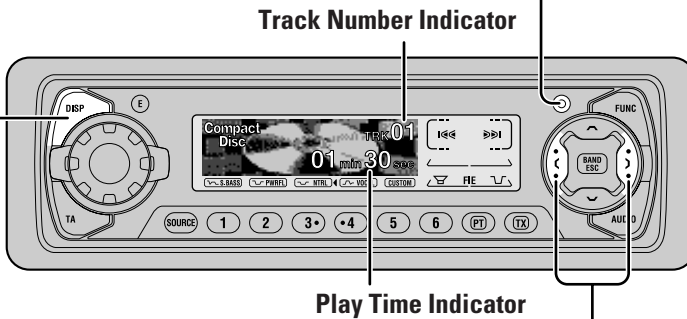 Track Number Indicator
DISP
E
FUNC
Compact
Disc
TRK 01
01 min 30 sec
BAND
ESC
S.BASS
PWRFL
NTRL
VOCAL
CUSTOM
FIE
TA
AUDIO
SOURCE
1
2
3•
•4
5
6
PT
TX
Play Time Indicator